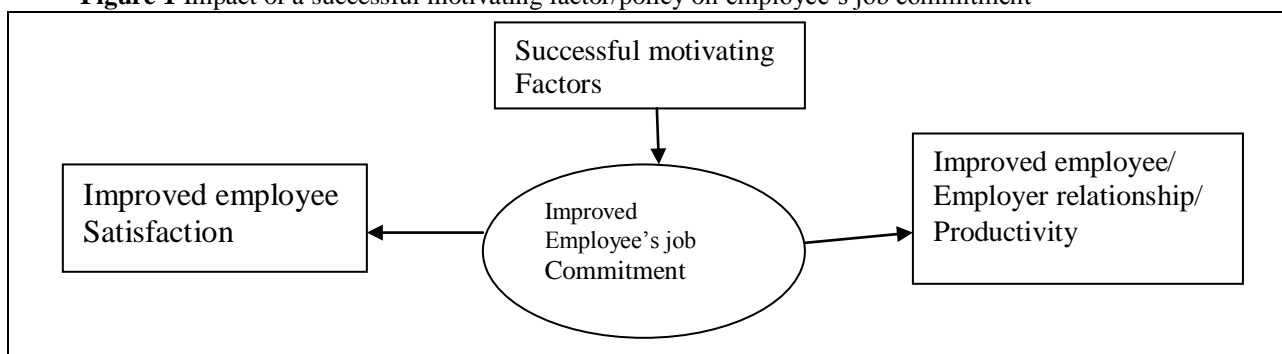 Figure 1 Impact of a successful motivating factor/policy on employee's job commitment
Successful motivating
Factors
Improved employee
Satisfaction
Improved
Employee's job
Commitment
Improved employee/
Employer relationship/
Productivity